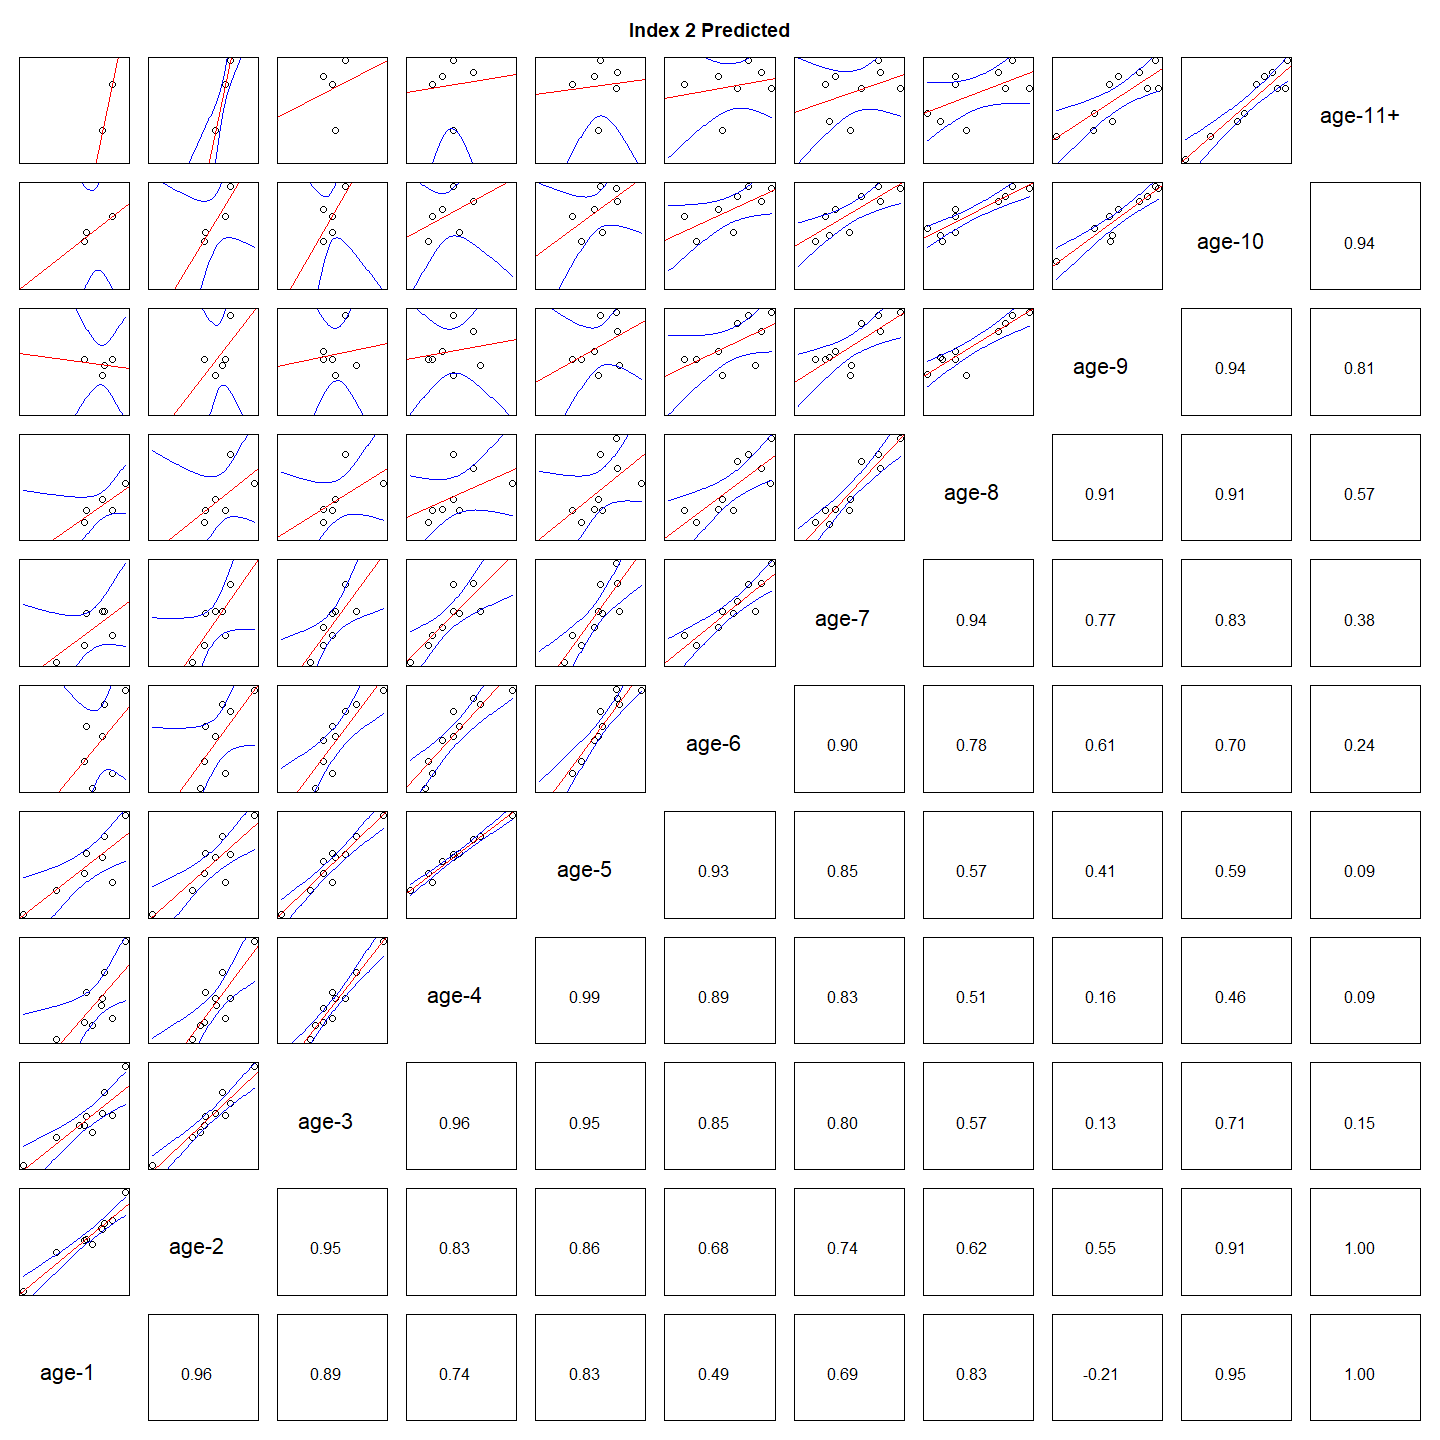 Index 2 Predicted
age-11+
age-10 0.94
age-9 0.94 0.81
age-8 0.91 0.91 0.57
age-7 0.94 0.77 0.83 0.38
age-6 0.90 0.78 0.61 0.70 0.24
age-5 0.93 0.85 0.57 0.41 0.59 0.09
age-4 0.99 0.89 0.83 0.51 0.16 0.46 0.09
age-3 0.96 0.95 0.85 0.80 0.57 0.13 0.71 0.15
age-2 0.95 0.83 0.86 0.68 0.74 0.62 0.55 0.91 1.00
age-1 0.96 0.89 0.74 0.83 0.49 0.69 0.83 -0.21 0.95 1.00